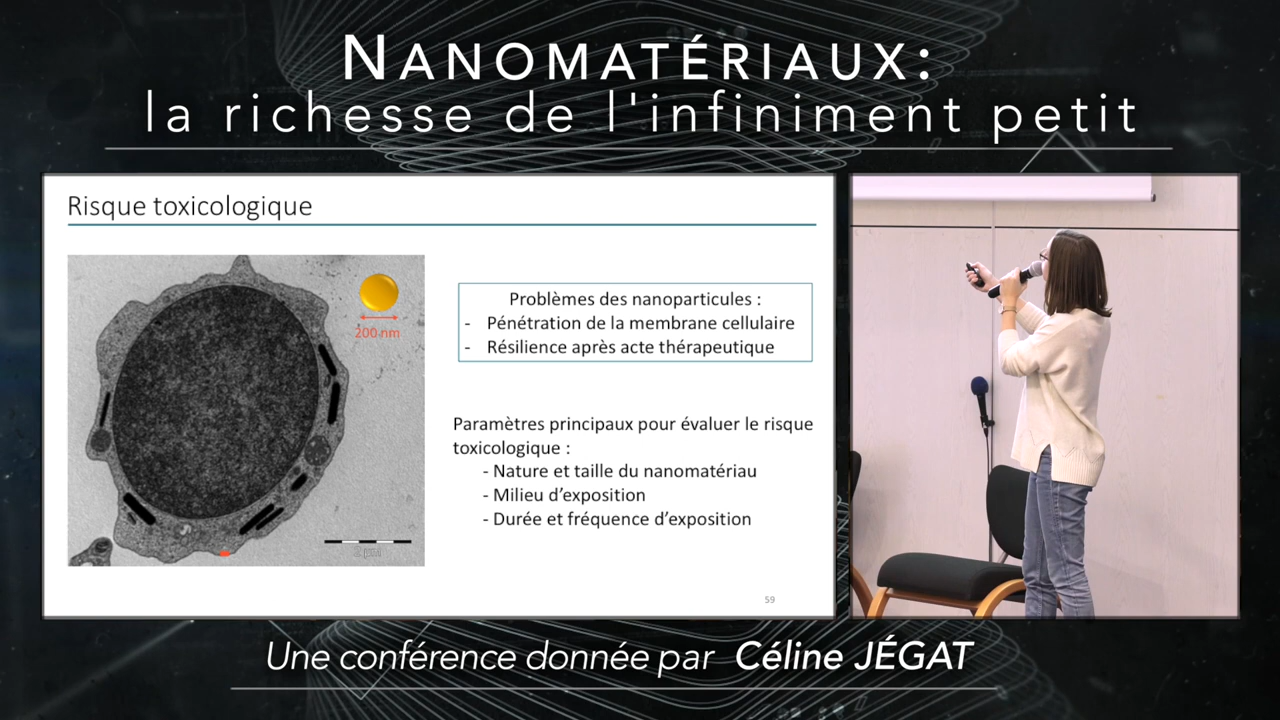 NANOMATÉRIAUX:
la richesse de l'infiniment petit
Risque toxicologique
200 nm
2 µm
Problèmes des nanoparticules :
- Pénétration de la membrane cellulaire
- Résilience après acte thérapeutique
Paramètres principaux pour évaluer le risque
toxicologique :
- Nature et taille du nanomatériau
- Milieu d'exposition
- Durée et fréquence d'exposition
59
Une conférence donnée par Céline JÉGAT